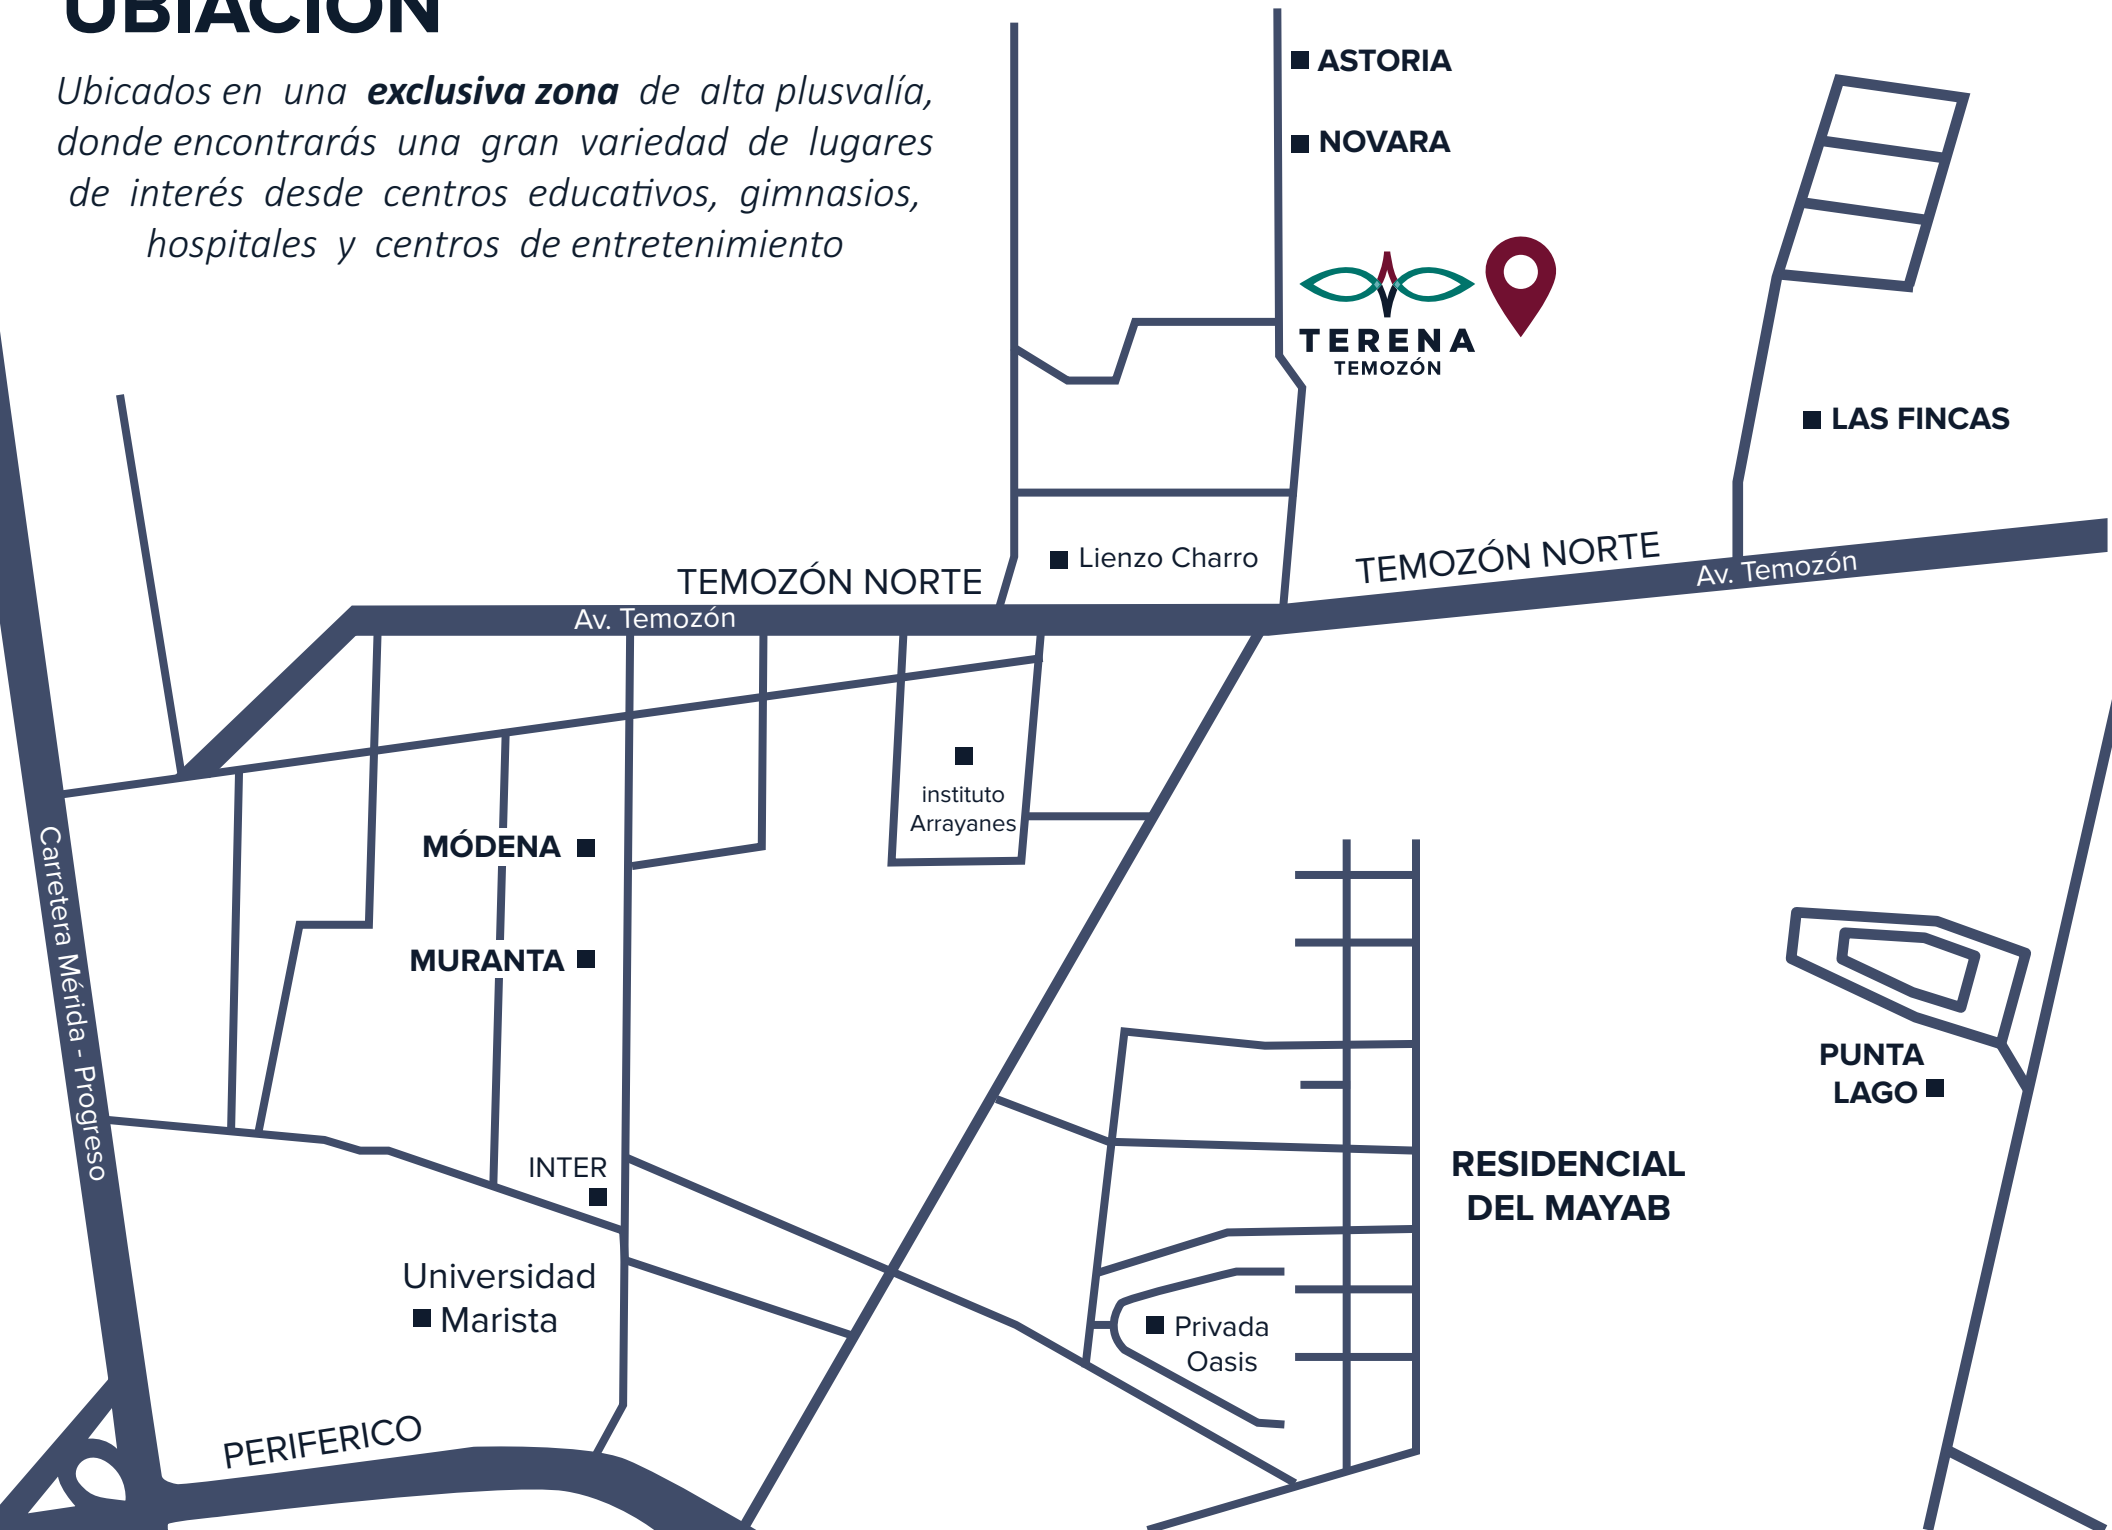 UBIACIÓN
Ubicados en una exclusiva zona de alta plusvalía,
donde encontrarás una gran variedad de lugares
de interés desde centros educativos, gimnasios,
hospitales y centros de entretenimiento
ASTORIA
NOVARA
TERENA
TEMOZÓN
LAS FINCAS
Lienzo Charro
TEMOZÓN NORTE
TEMOZÓN NORTE
Av. Temozón
Av. Temozón
instituto
Arrayanes
MÓDENA
MURANTA
Carretera Mérida - Progreso
PUNTA
LAGO
INTER
RESIDENCIAL
DEL MAYAB
Universidad
Marista
Privada
Oasis
PERIFERICO